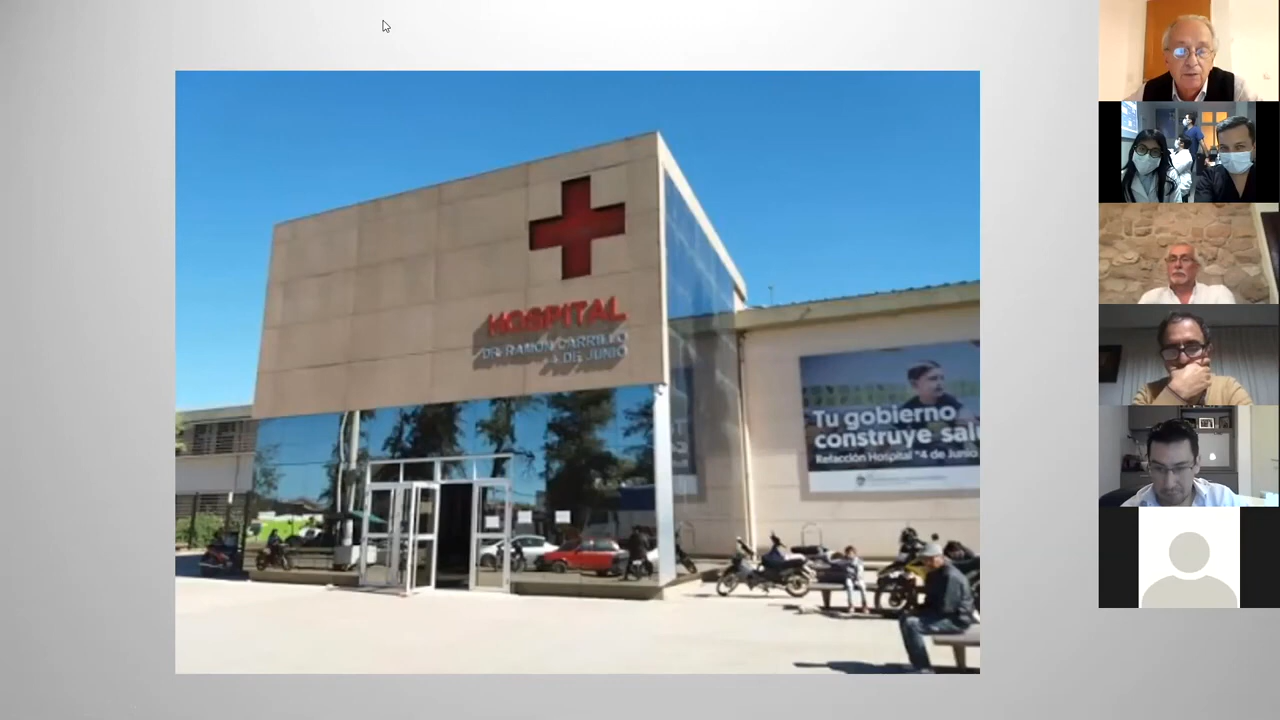 HOSPITAL
DR. RAMON CARRILLO
4 DE JUNIO
Tu gobierno
construye sal
Refacción Hospital "4 de Junio